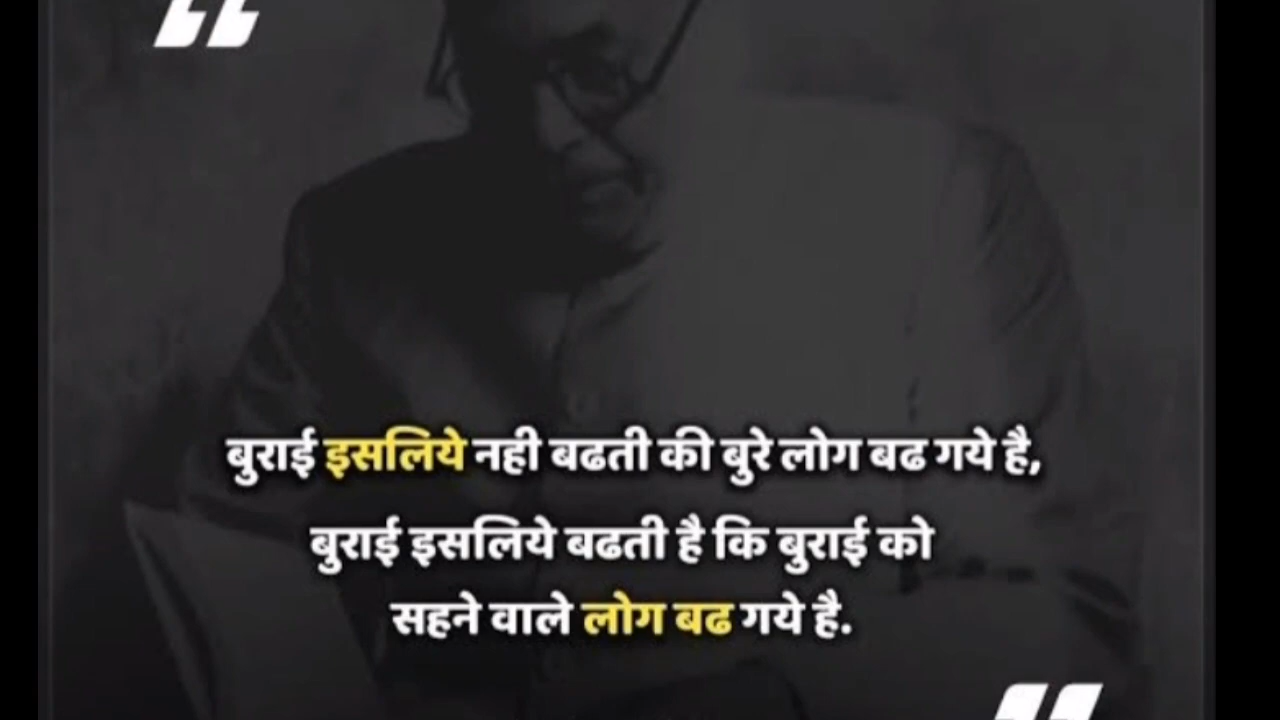 बुराई इसलिये नही बढती की बुरे लोग बढ गये है,
बुराई इसलिये बढती है कि बुराई को
सहने वाले लोग बढ गये है.